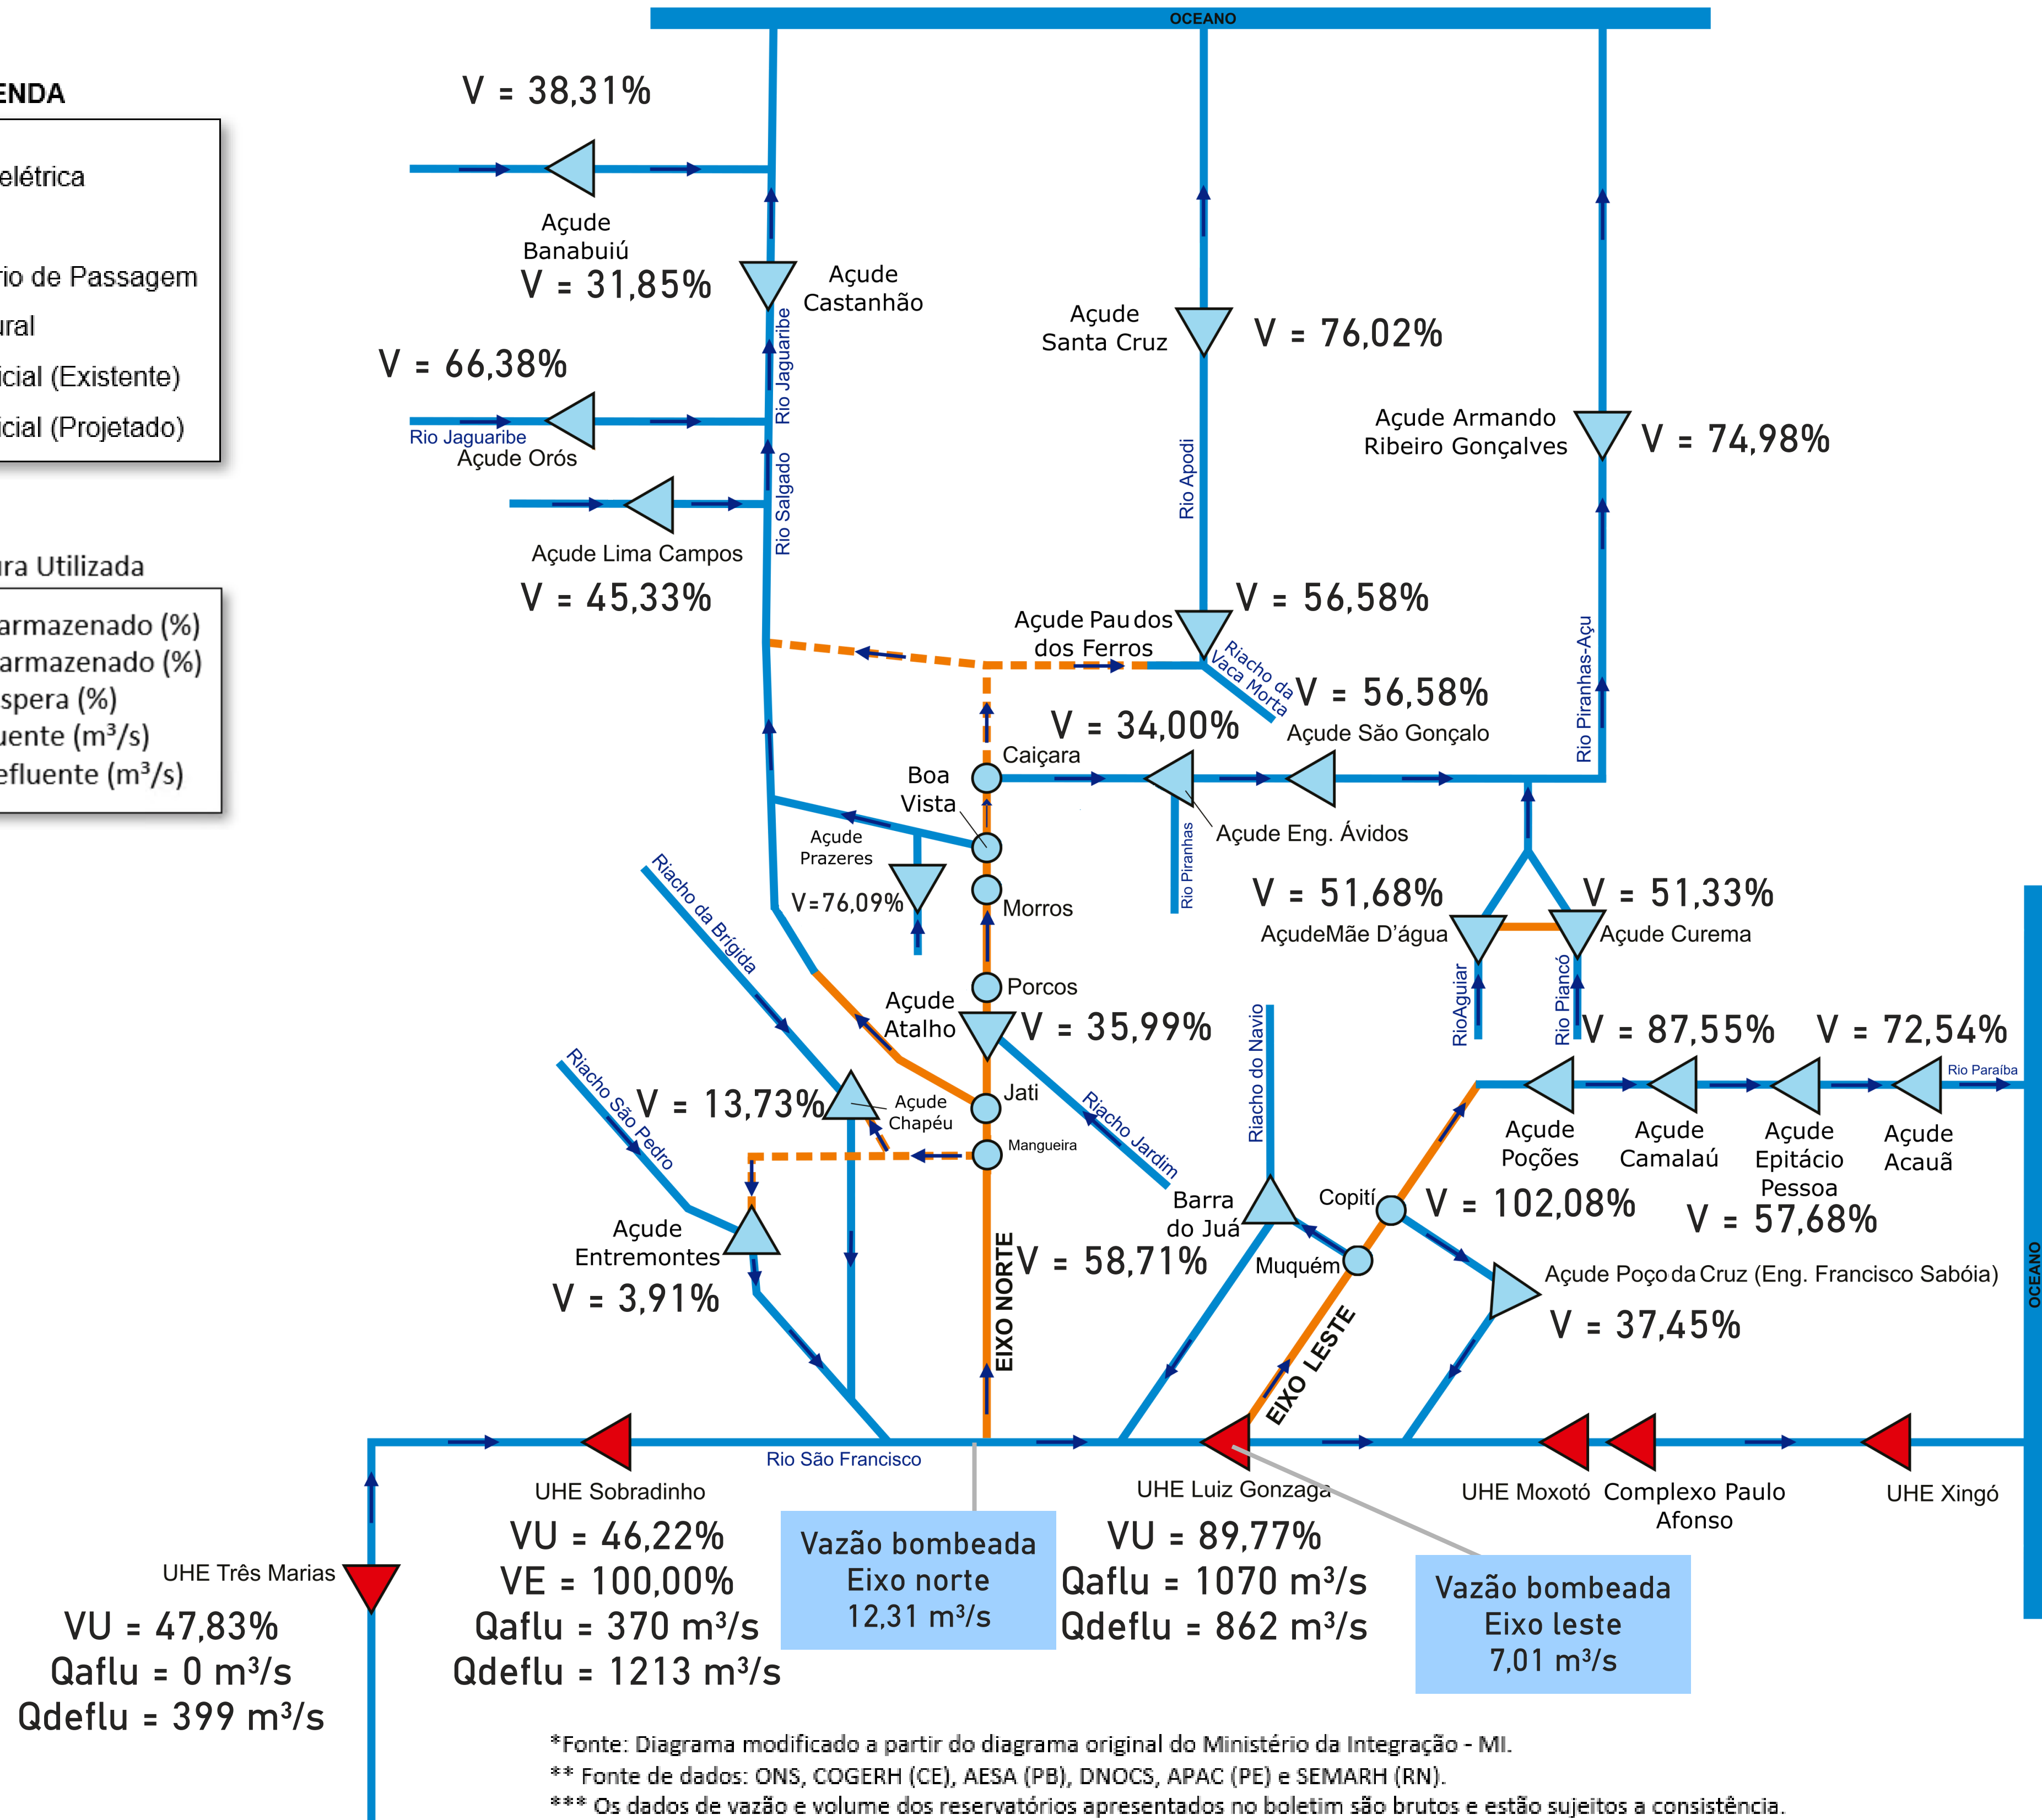 OCEANO
ENDA
elétrica
rio de Passagem
ural
icial (Existente)
icial (Projetado)
ura Utilizada
armazenado (%)
armazenado (%)
spera (%)
uente (m³/s)
efluente (m³/s)
V = 38,31%
Açude
Banabuiú
V = 31,85%
Açude
Castanhão
Rio Jaguaribe
V = 66,38%
Rio Jaguaribe
Açude Orós
Rio Salgado
Açude Lima Campos
V = 45,33%
Açude
Santa Cruz
V = 76,02%
Rio Apodi
Açude Armando
Ribeiro Gonçalves
V = 74,98%
Rio Piranhas-Açu
V = 56,58%
Açude Pau dos
dos Ferros
Riacho da
Vaca Morta
V = 56,58%
Açude São Gonçalo
V = 34,00%
Caiçara
Boa
Vista
Açude Eng. Ávidos
Rio Piranhas
Açude
Prazeres
V=76,09%
Morros
Porcos
Riacho da Brígida
Açude
Atalho
V = 35,99%
V = 51,68%
AçudeMãe D'água
V = 51,33%
Açude Curema
RioAguiar
Rio Piancó
V = 87,55%
V = 72,54%
Rio Paraíba
Riacho do Navio
Riacho São Pedro
V = 13,73%
Açude
Chapéu
Jati
Mangueira
Riacho Jardim
Açude
Poções
Açude
Camalaú
Açude
Epitácio
Pessoa
Açude
Acauã
V = 102,08%
V = 57,68%
Barra
do Juá
Copití
Muquém
V = 58,71%
Açude
Entremontes
V = 3,91%
EIXO NORTE
EIXO LESTE
Açude Poço da Cruz (Eng. Francisco Sabóia)
V = 37,45%
OCEANO
Rio São Francisco
UHE Sobradinho
VU = 46,22%
VE = 100,00%
Qaflu = 370 m³/s
Qdeflu = 1213 m³/s
Vazão bombeada
Eixo norte
12,31 m³/s
UHE Luiz Gonzaga
VU = 89,77%
Qaflu = 1070 m³/s
Qdeflu = 862 m³/s
Vazão bombeada
Eixo leste
7,01 m³/s
UHE Moxotó
Complexo Paulo
Afonso
UHE Xingó
UHE Três Marias
VU = 47,83%
Qaflu = 0 m³/s
Qdeflu = 399 m³/s
*Fonte: Diagrama modificado a partir do diagrama original do Ministério da Integração - MI.
** Fonte de dados: ONS, COGERH (CE), AESA (PB), DNOCS, APAC (PE) e SEMARH (RN).
*** Os dados de vazão e volume dos reservatórios apresentados no boletim são brutos e estão sujeitos a consistência.